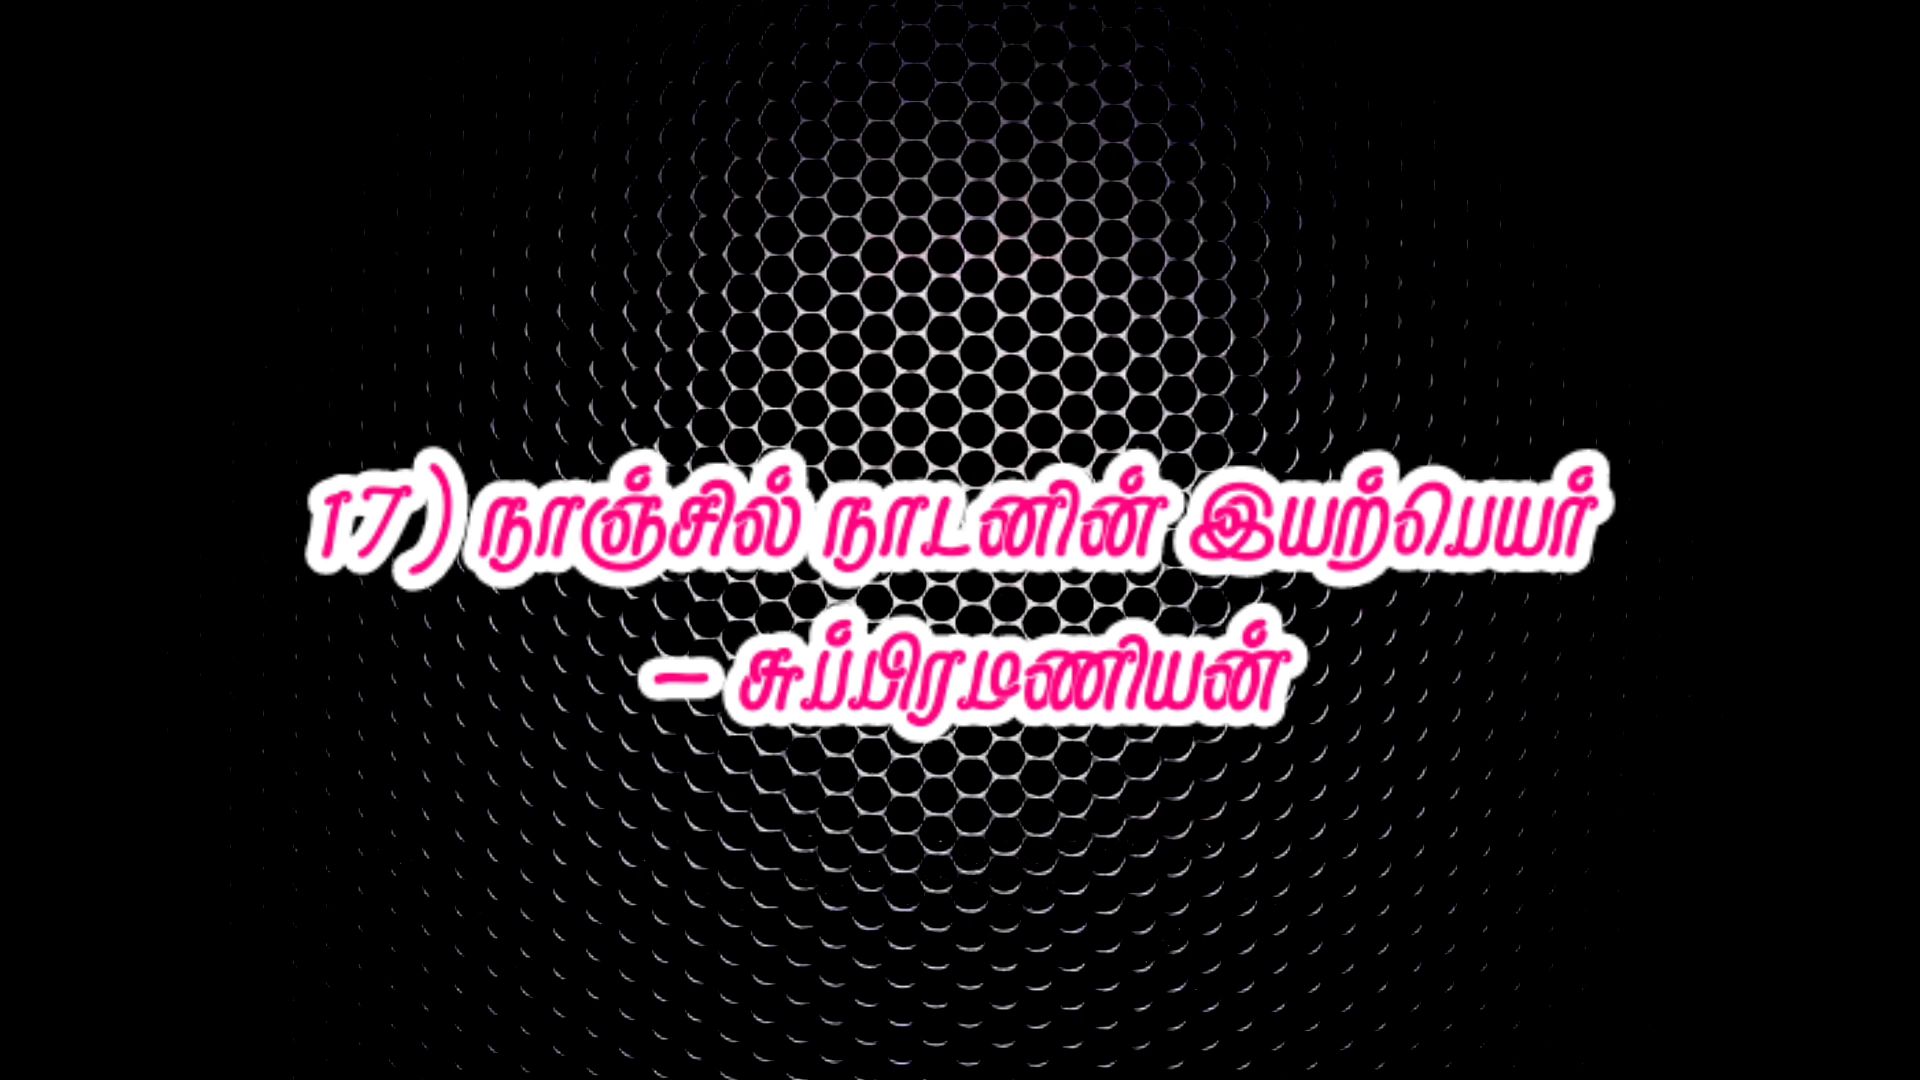 17) நாஞ்சில் நாடனின் இயற்பெயர்
– சுப்பிரமணியன்